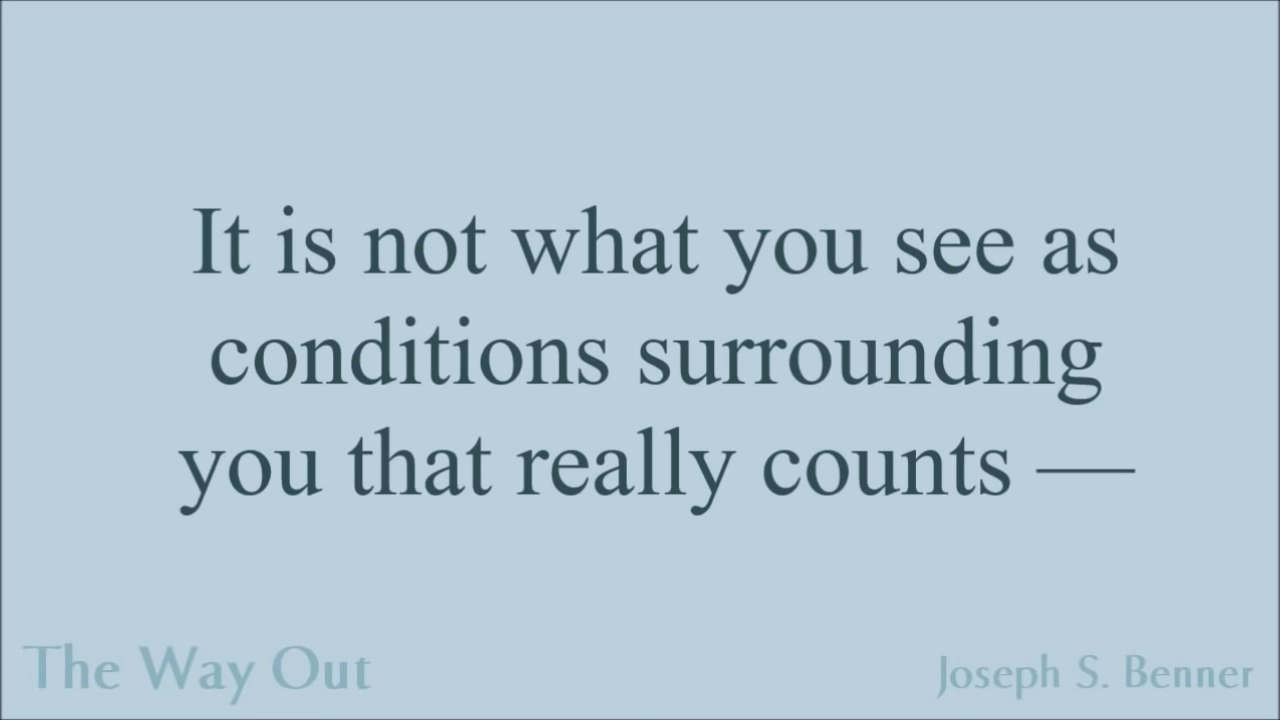 It is not what you see as
conditions surrounding
you that really counts —
The Way Out
Joseph S. Benner